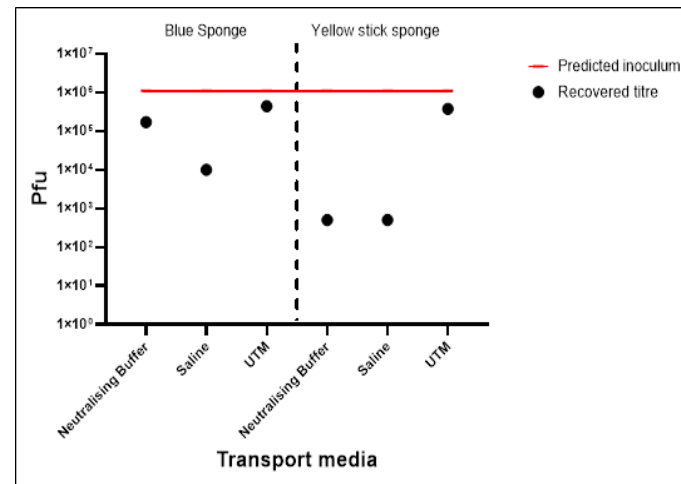 Blue Sponge
Yellow stick sponge
Predicted inoculum
Recovered titre
Pfu
1×10⁷
1×10⁶
1×10⁵
1×10⁴
1×10³
1×10²
1×10¹
1×10⁰
Neutralising Buffer
Saline
UTM
Neutralising Buffer
Saline
UTM
Transport media